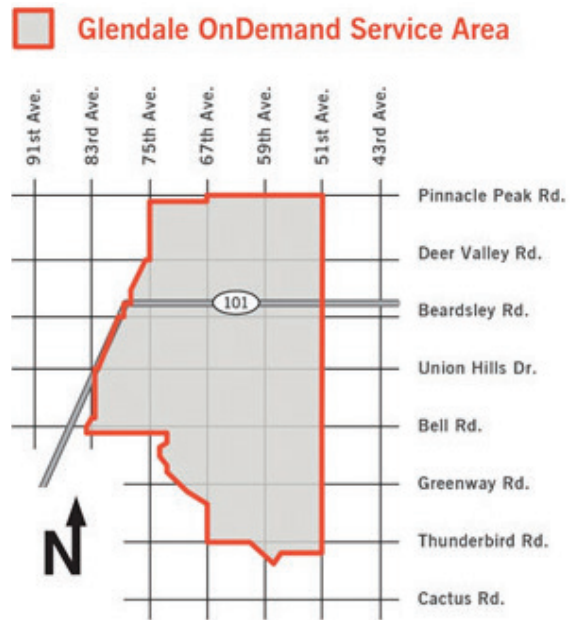 Glendale OnDemand Service Area
91st Ave.
83rd Ave.
75th Ave.
67th Ave.
59th Ave.
51st Ave.
43rd Ave.
Pinnacle Peak Rd.
Deer Valley Rd.
101
Beardsley Rd.
Union Hills Dr.
Bell Rd.
Greenway Rd.
N
Thunderbird Rd.
Cactus Rd.